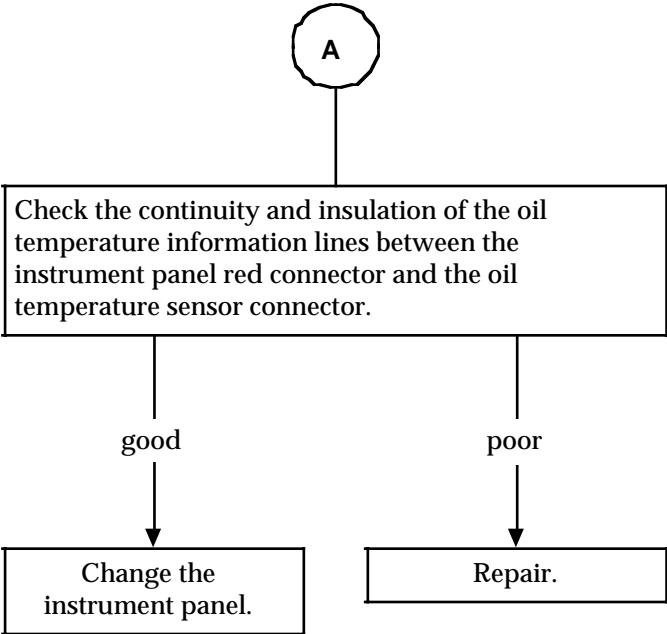 A
Check the continuity and insulation of the oil
temperature information lines between the
instrument panel red connector and the oil
temperature sensor connector.
good
poor
Change the
instrument panel.
Repair.